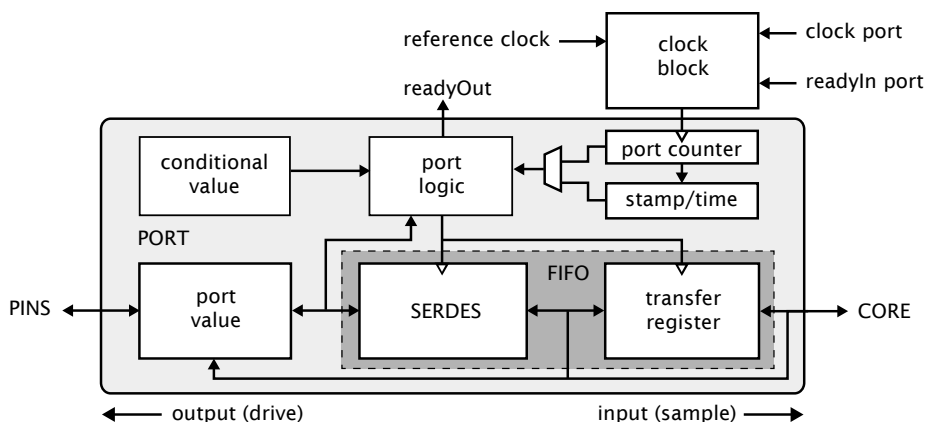 reference clock
clock
block
clock port
readyIn port
readyOut
conditional
value
port
logic
port counter
stamp/time
PORT
FIFO
PINS
port
value
SERDES
transfer
register
CORE
output (drive)
input (sample)